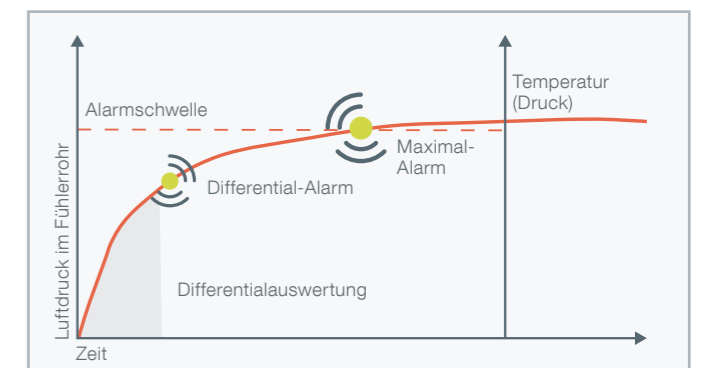 Temperatur
(Druck)
Alarmschwelle
Maximal-
Alarm
Differential-Alarm
Luftdruck im Fühlerrohr
Differentialauswertung
Zeit